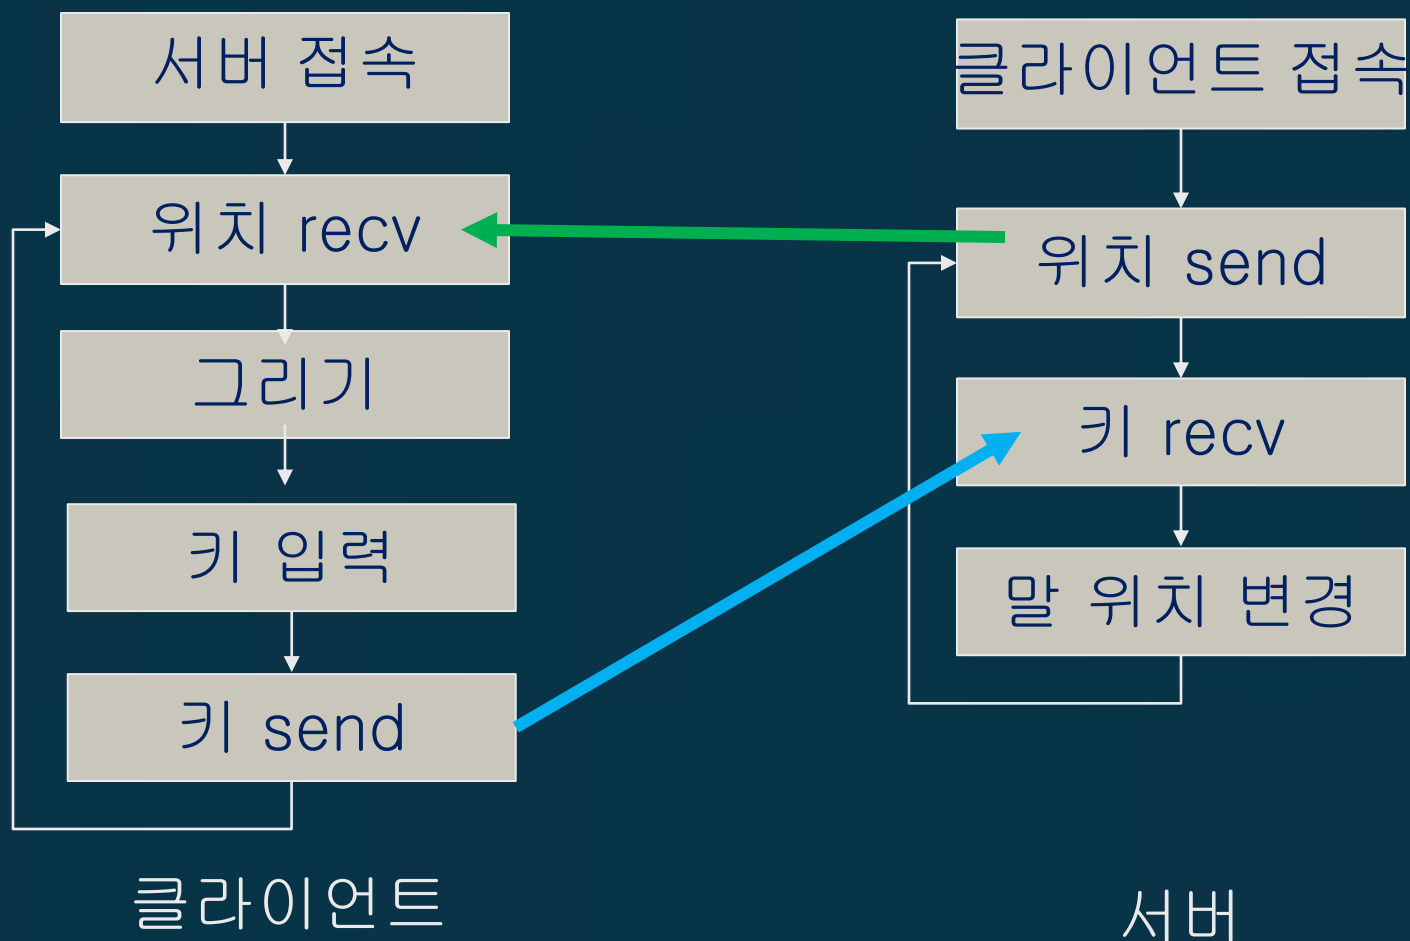 서버 접속
위치 recv
그리기
키 입력
키 send
클라이언트
클라이언트 접속
위치 send
키 recv
말 위치 변경
서버